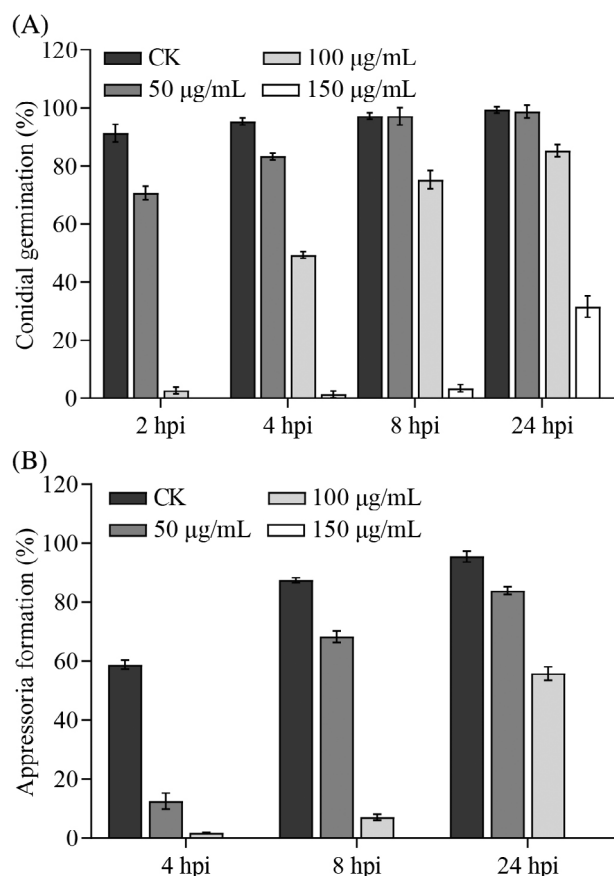 (A)
120
100
80
60
40
20
0
Conidial germination (%)
CK
100 μg/mL
50 μg/mL
150 μg/mL
2 hpi 4 hpi 8 hpi 24 hpi
(B)
120
100
80
60
40
20
0
Appressoria formation (%)
CK
100 μg/mL
50 μg/mL
150 μg/mL
4 hpi 8 hpi 24 hpi